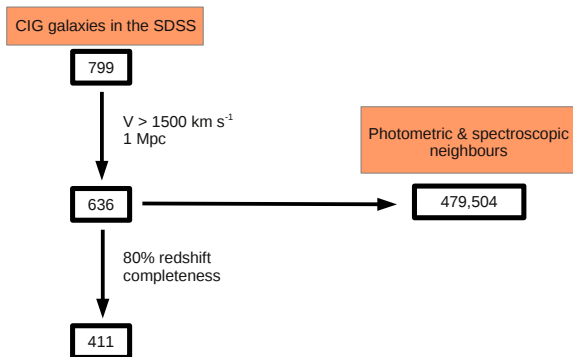 CIG galaxies in the SDSS
799
V > 1500 km s⁻¹
1 Mpc
Photometric & spectroscopic
neighbours
636
479,504
80% redshift
completeness
411